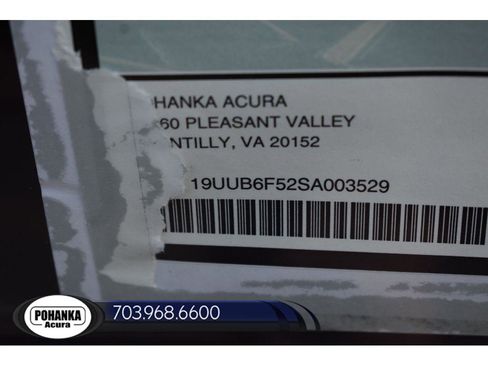 HANKA ACURA
60 PLEASANT VALLEY
NTILLY, VA 20152
19UUB6F52SA003529
POHANKA
Acura
703.968.6600